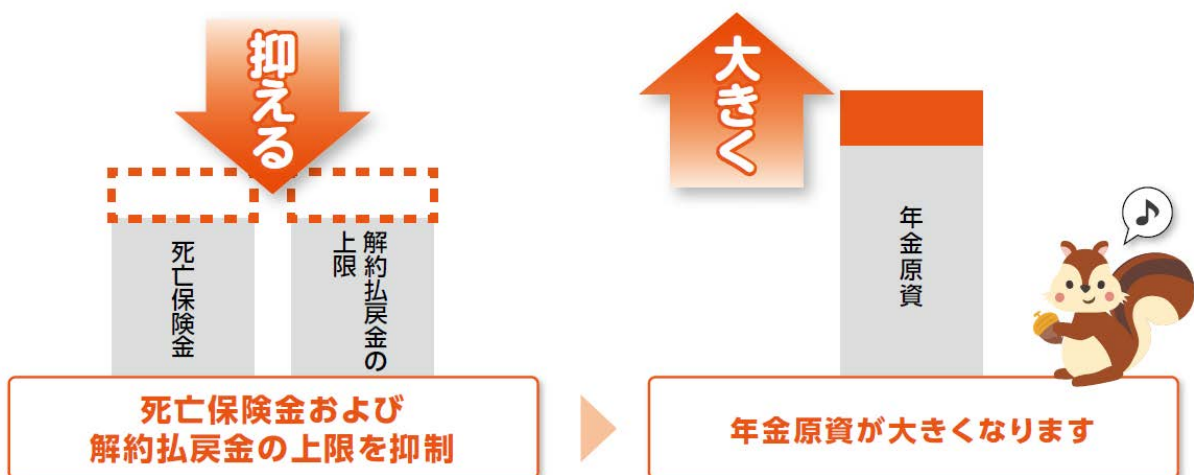 抑える
死亡保険金
解約払戻金の
上限
死亡保険金および
解約払戻金の上限を抑制
大きく
年金原資
年金原資が大きくなります